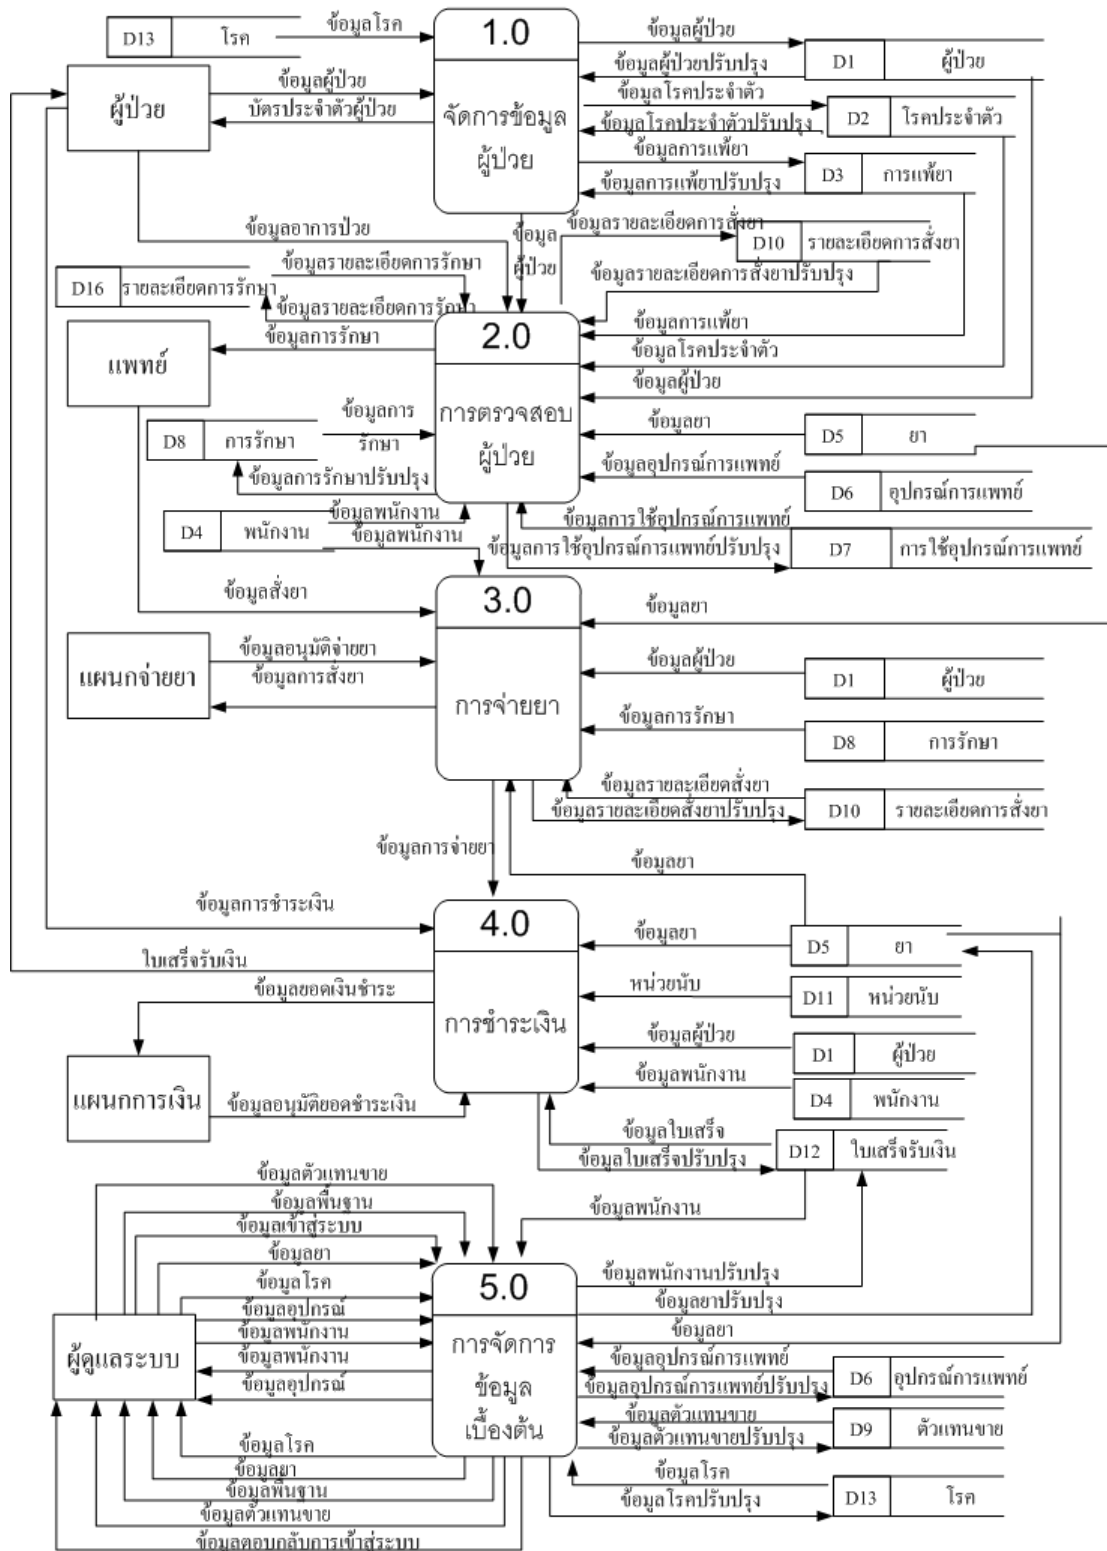 D13 โรค
ข้อมูลโรค
1.0
จัดการข้อมูล
ผู้ป่วย
ข้อมูลผู้ป่วย
D1 ผู้ป่วย
ข้อมูลผู้ป่วยปรับปรุง
ผู้ป่วย
ข้อมูลผู้ป่วย
บัตรประจำตัวผู้ป่วย
ข้อมูลโรคประจำตัว
D2 โรคประจำตัว
ข้อมูลโรคประจำตัวปรับปรุง
ข้อมูลการแพ้ยา
D3 การแพ้ยา
ข้อมูลการแพ้ยาปรับปรุง
ข้อมูลอาการป่วย
ข้อมูล
ผู้ป่วย
ข้อมูลรายละเอียดการสั่งยา
D10 รายละเอียดการสั่งยา
ข้อมูลรายละเอียดการสั่งยาปรับปรุง
ข้อมูลรายละเอียดการรักษา
D16 รายละเอียดการรักษา
ข้อมูลรายละเอียดการรักษา
2.0
การตรวจสอบ
ผู้ป่วย
ข้อมูลการแพ้ยา
ข้อมูลโรคประจำตัว
ข้อมูลผู้ป่วย
แพทย์
ข้อมูลการรักษา
ข้อมูลการ
รักษา
D8 การรักษา
ข้อมูลการรักษาปรับปรุง
ข้อมูลยา
D5 ยา
ข้อมูลอุปกรณ์การแพทย์
D6 อุปกรณ์การแพทย์
D4 พนักงาน
ข้อมูลพนักงาน
ข้อมูลพนักงาน
ข้อมูลการใช้อุปกรณ์การแพทย์
ข้อมูลการใช้อุปกรณ์การแพทย์ปรับปรุง
D7 การใช้อุปกรณ์การแพทย์
ข้อมูลสั่งยา
3.0
การจ่ายยา
ข้อมูลยา
แผนกจ่ายยา
ข้อมูลอนุมัติจ่ายยา
ข้อมูลการสั่งยา
ข้อมูลผู้ป่วย
D1 ผู้ป่วย
ข้อมูลการรักษา
D8 การรักษา
ข้อมูลรายละเอียดสั่งยา
ข้อมูลรายละเอียดสั่งยาปรับปรุง
D10 รายละเอียดการสั่งยา
ข้อมูลการจ่ายยา
ข้อมูลยา
ข้อมูลการชำระเงิน
4.0
การชำระเงิน
ข้อมูลยา
D5 ยา
ใบเสร็จรับเงิน
ข้อมูลยอดเงินชำระ
หน่วยนับ
D11 หน่วยนับ
ข้อมูลผู้ป่วย
D1 ผู้ป่วย
แผนกการเงิน
ข้อมูลอนุมัติยอดชำระเงิน
ข้อมูลพนักงาน
D4 พนักงาน
ข้อมูลใบเสร็จ
ข้อมูลใบเสร็จปรับปรุง
D12 ใบเสร็จรับเงิน
ข้อมูลพนักงาน
ข้อมูลตัวแทนขาย
ข้อมูลพื้นฐาน
ข้อมูลเข้าสู่ระบบ
ข้อมูลยา
ข้อมูลโรค
ข้อมูลอุปกรณ์
ข้อมูลพนักงาน
ข้อมูลพนักงาน
ข้อมูลอุปกรณ์
ผู้ดูแลระบบ
5.0
การจัดการ
ข้อมูล
เบื้องต้น
ข้อมูลพนักงานปรับปรุง
ข้อมูลยาปรับปรุง
ข้อมูลยา
ข้อมูลอุปกรณ์การแพทย์
D6 อุปกรณ์การแพทย์
ข้อมูลอุปกรณ์การแพทย์ปรับปรุง
ข้อมูลตัวแทนขาย
D9 ตัวแทนขาย
ข้อมูลตัวแทนขายปรับปรุง
ข้อมูลโรค
ข้อมูลโรคปรับปรุง
D13 โรค
ข้อมูลโรค
ข้อมูลยา
ข้อมูลพื้นฐาน
ข้อมูลตัวแทนขาย
ข้อมูลตอบกลับการเข้าสู่ระบบ